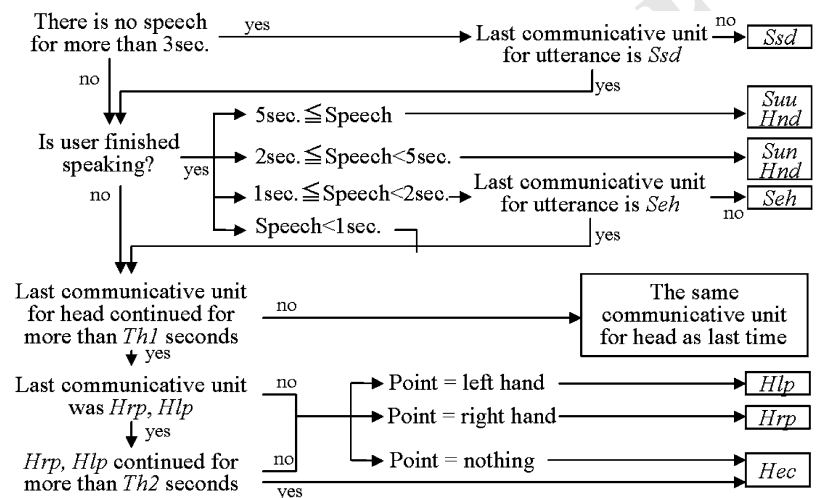 There is no speech
for more than 3sec.
yes
Last communicative unit
for utterance is Ssd
no
Ssd
no
yes
Is user finished
speaking?
yes
5sec.≦Speech
Suu
Hnd
2sec.≦Speech<5sec.
Sun
Hnd
no
1sec.≦Speech<2sec.
Last communicative unit
for utterance is Seh
no
Seh
Speech<1sec.
yes
Last communicative unit
for head continued for
more than Th1 seconds
no
The same
communicative unit
for head as last time
yes
Last communicative unit
was Hrp, Hlp
no
Point = left hand
Hlp
Point = right hand
Hrp
yes
Hrp, Hlp continued for
more than Th2 seconds
no
Point = nothing
Hec
yes